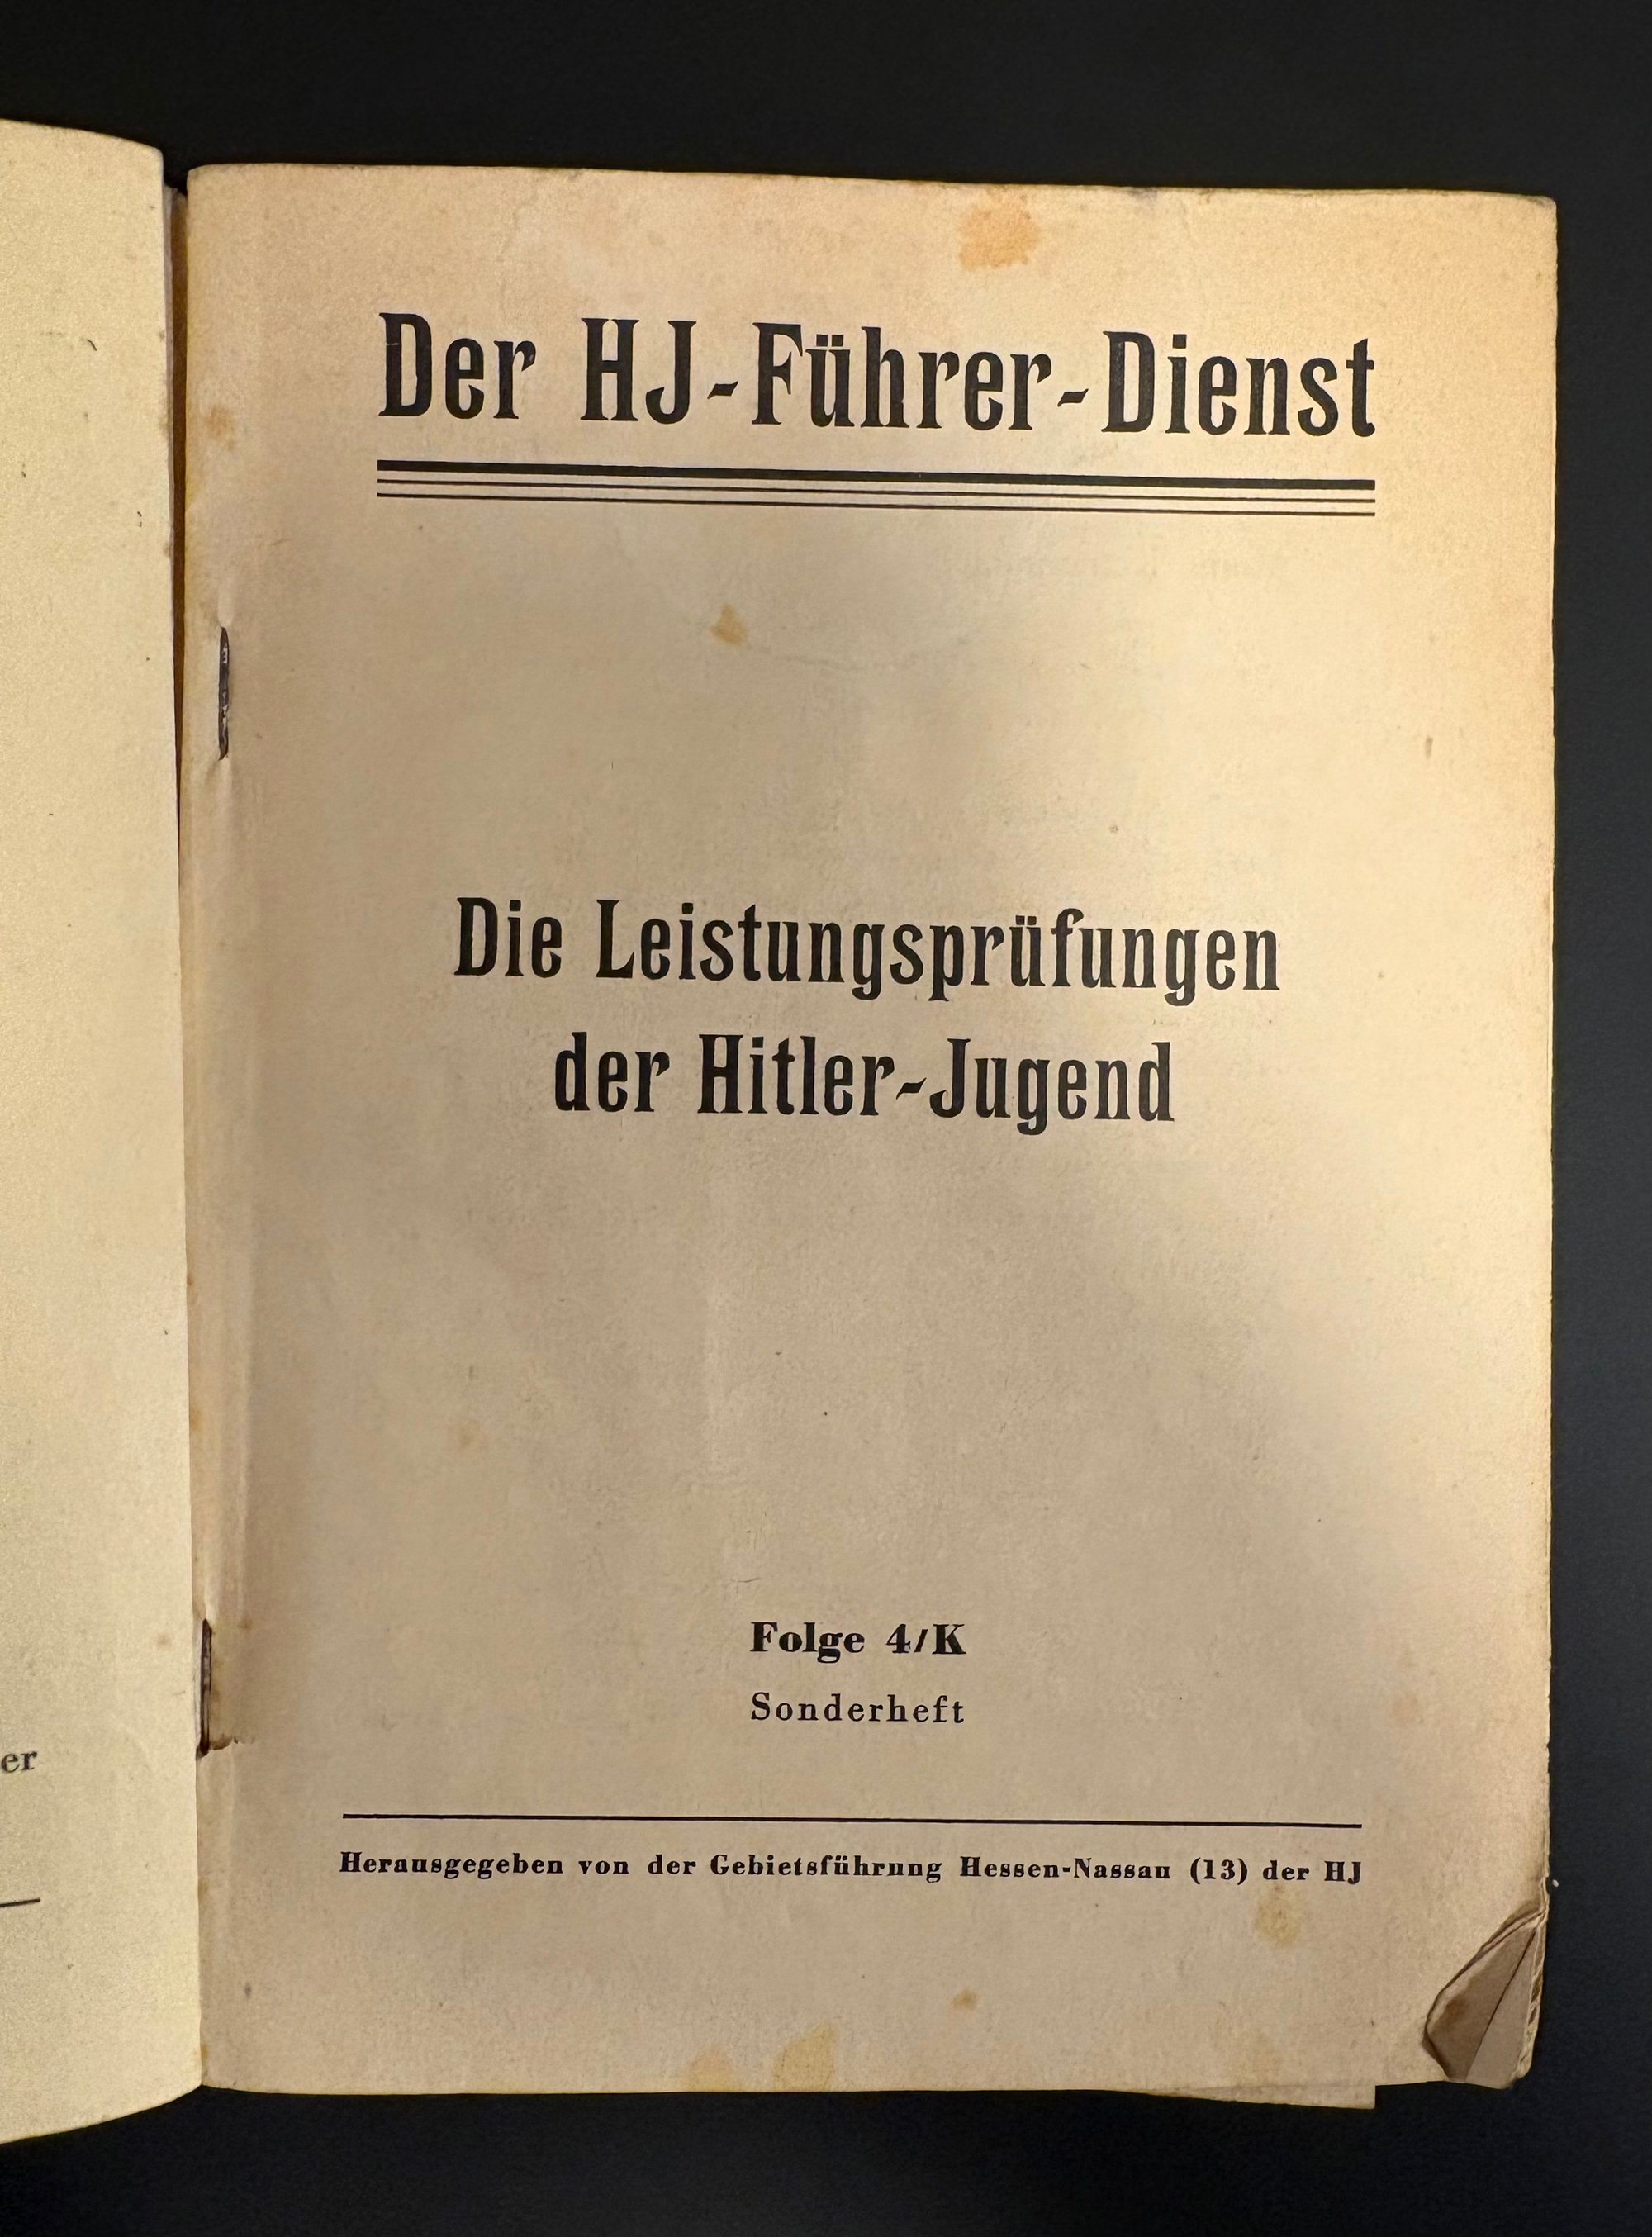 Der HJ-Führer-Dienst
Die Leistungsprüfungen
der Hitler-Jugend
Folge 4/K
Sonderheft
Herausgegeben von der Gebietsführung Hessen-Nassau (13) der HJ
er